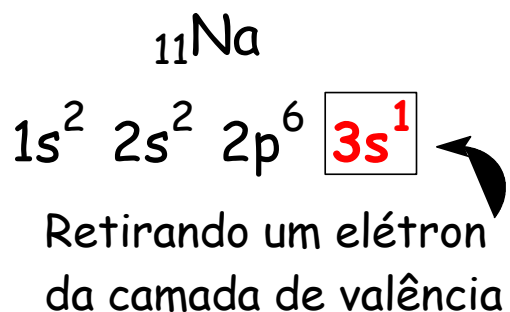 ₁₁Na
1s² 2s² 2p⁶ 3s¹
Retirando um elétron
da camada de valência